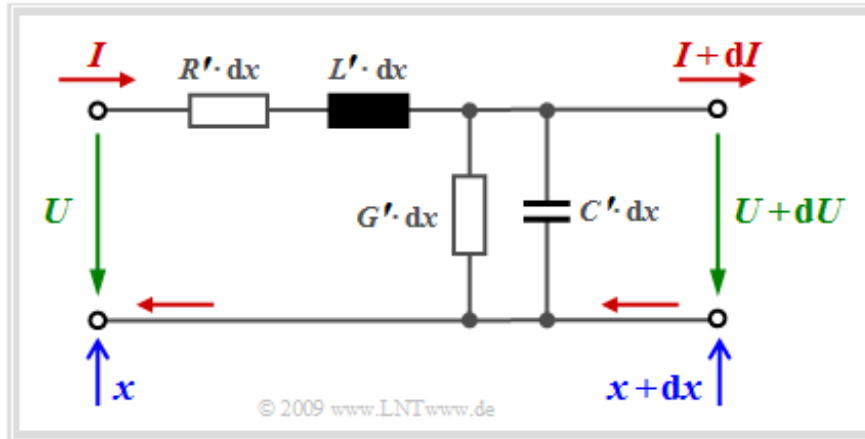 I
R′· dx
L′· dx
I + dI
U
G′· dx
C′· dx
U + dU
x
x + dx
© 2009 www.LNTwww.de